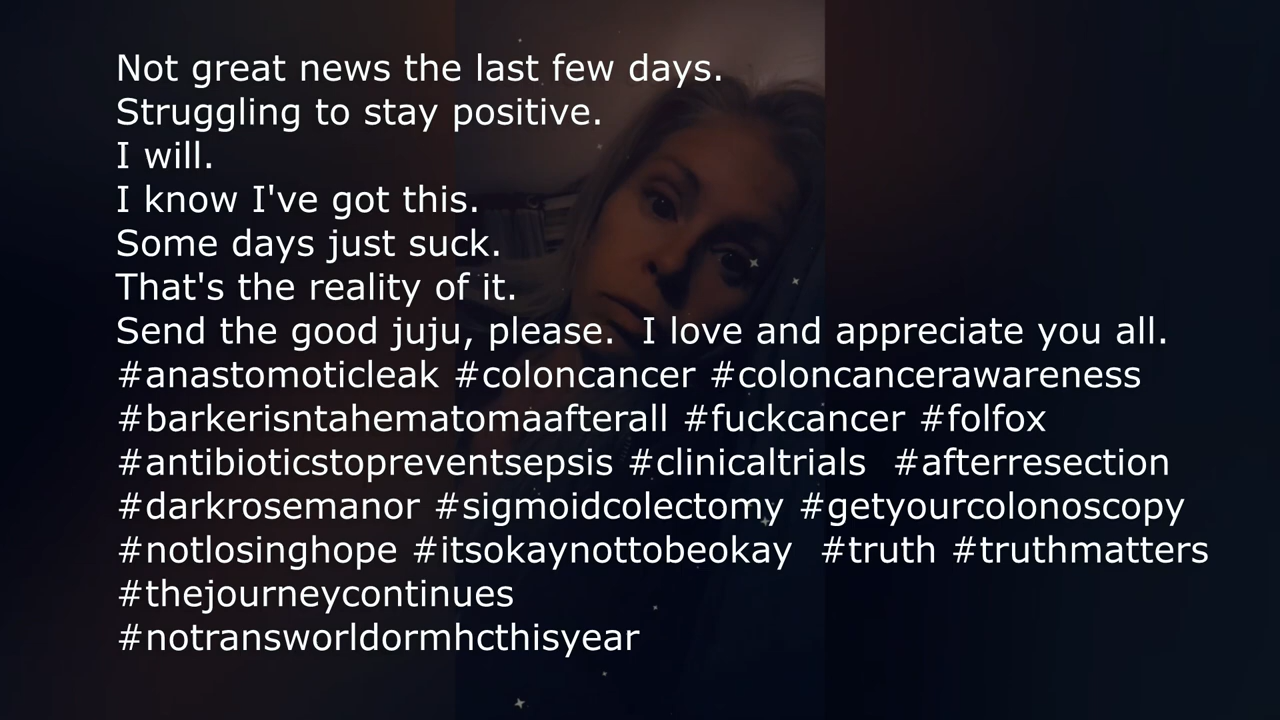 Not great news the last few days.
Struggling to stay positive.
I will.
I know I've got this.
Some days just suck.
That's the reality of it.
Send the good juju, please.  I love and appreciate you all.
#anastomoticleak #coloncancer #coloncancerawareness
#barkerisntahematomaafterall #fuckcancer #folfox
#antibioticstopreventsepsis #clinicaltrials  #afterresection
#darkrosemanor #sigmoidcolectomy #getyourcolonoscopy
#notlosinghope #itsokaynottobeokay  #truth #truthmatters
#thejourneycontinues
#notransworldormhcthisyear